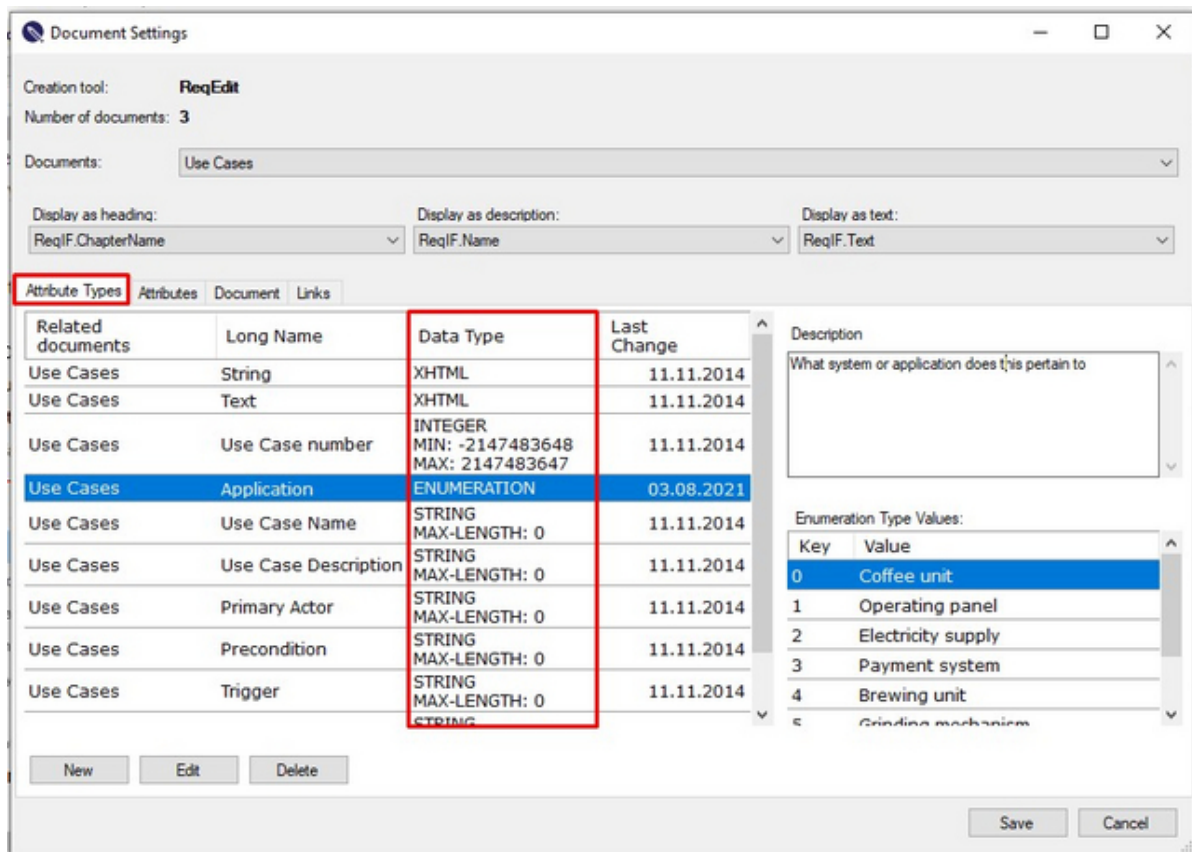 Document Settings
Creation tool: ReqEdit
Number of documents: 3
Documents: Use Cases
Display as heading: Display as description: Display as text:
ReqIF.ChapterName ReqIF.Name ReqIF.Text
Attribute Types Attributes Document Links
Related documents Long Name Data Type Last Change
Use Cases String XHTML 11.11.2014
Use Cases Text XHTML 11.11.2014
Use Cases Use Case number INTEGER MIN: -2147483648 MAX: 2147483647 11.11.2014
Use Cases Application ENUMERATION 03.08.2021
Use Cases Use Case Name STRING MAX-LENGTH: 0 11.11.2014
Use Cases Use Case Description STRING MAX-LENGTH: 0 11.11.2014
Use Cases Primary Actor STRING MAX-LENGTH: 0 11.11.2014
Use Cases Precondition STRING MAX-LENGTH: 0 11.11.2014
Use Cases Trigger STRING MAX-LENGTH: 0 11.11.2014
STRING
Description
What system or application does this pertain to
Enumeration Type Values:
Key Value
0 Coffee unit
1 Operating panel
2 Electricity supply
3 Payment system
4 Brewing unit
5 Grinding mechanism
New Edit Delete
Save Cancel